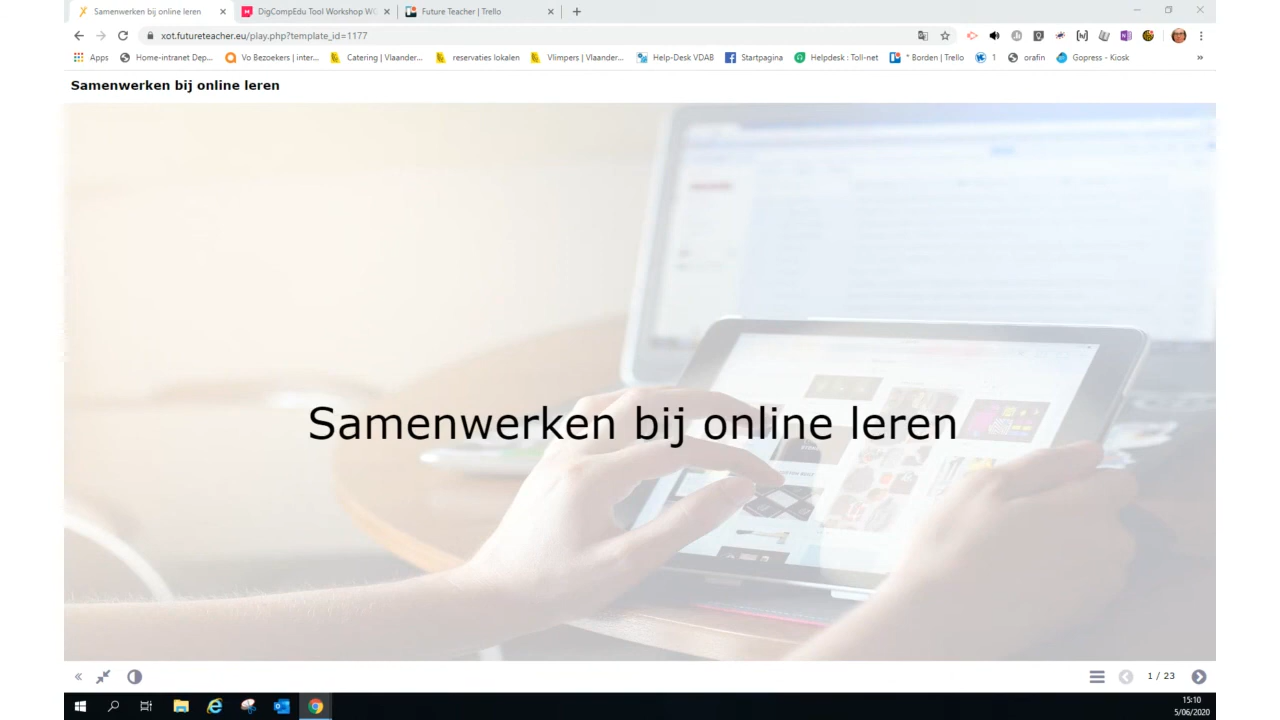 Samenwerken bij online leren
DigCompEdu Tool Workshop W
Future Teacher | Trello
xot.futureteacher.eu/play.php?template_id=1177
Apps
Home-intranet Dep...
Vo Bezoekers | inter...
Catering | Vlaander...
reservaties lokalen
Vlimpers | Vlaander...
Help-Desk VDAB
Startpagina
Helpdesk : Toll-net
* Borden | Trello
1
orafin
Gopress - Kiosk
»
Samenwerken bij online leren
Samenwerken bij online leren
«
1 / 23
15:10
5/06/2020